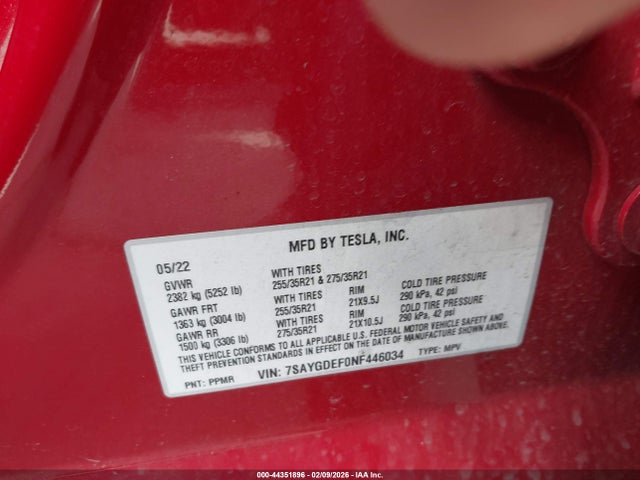 MFD BY TESLA, INC.
05/22
GVWR
2382 kg (5252 lb)
WITH TIRES
255/35R21 & 275/35R21
GAWR FRT
1363 kg (3004 lb)
WITH TIRES
255/35R21
RIM
21X9.5J
COLD TIRE PRESSURE
290 kPa, 42 psi
GAWR RR
1500 kg (3306 lb)
WITH TIRES
275/35R21
RIM
21X10.5J
COLD TIRE PRESSURE
290 kPa, 42 psi
THIS VEHICLE CONFORMS TO ALL APPLICABLE U.S. FEDERAL MOTOR VEHICLE SAFETY AND
THEFT PREVENTION STANDARDS IN EFFECT ON THE DATE OF MANUFACTURE SHOWN ABOVE.
PNT: PPMR VIN: 7SAYGDEF0NF446034 TYPE: MPV
000-44351896 - 02/09/2026 - IAA Inc.